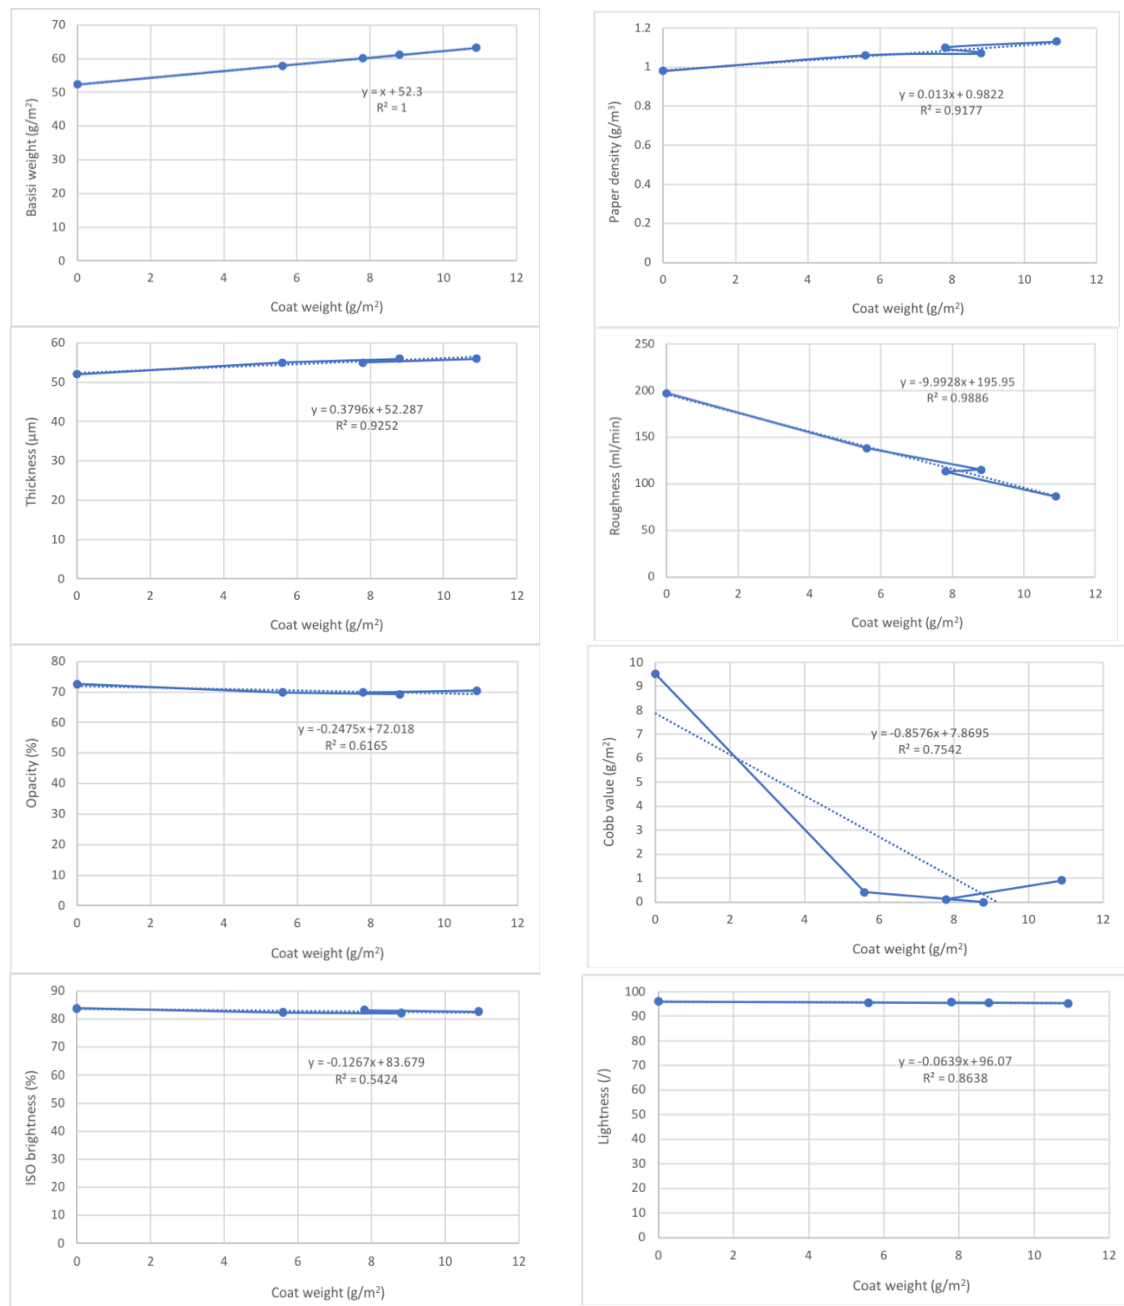 70
60
50
40
30
20
10
0
0 2 4 6 8 10 12
Basisi weight (g/m²)
Coat weight (g/m²)
y = x + 52.3
R² = 1
1.2
1
0.8
0.6
0.4
0.2
0
0 2 4 6 8 10 12
Paper density (g/m³)
Coat weight (g/m²)
y = 0.013x + 0.9822
R² = 0.9177
60
50
40
30
20
10
0
0 2 4 6 8 10 12
Thickness (µm)
Coat weight (g/m²)
y = 0.3796x + 52.287
R² = 0.9252
250
200
150
100
50
0
0 2 4 6 8 10 12
Roughness (ml/min)
Coat weight (g/m²)
y = -9.9928x + 195.95
R² = 0.9886
80
70
60
50
40
30
20
10
0
0 2 4 6 8 10 12
Opacity (%)
Coat weight (g/m²)
y = -0.2475x + 72.018
R² = 0.6165
10
9
8
7
6
5
4
3
2
1
0
0 2 4 6 8 10 12
Cobb value (g/m²)
Coat weight (g/m²)
y = -0.8576x + 7.8695
R² = 0.7542
90
80
70
60
50
40
30
20
10
0
0 2 4 6 8 10 12
ISO brightness (%)
Coat weight (g/m²)
y = -0.1267x + 83.679
R² = 0.5424
100
90
80
70
60
50
40
30
20
10
0
0 2 4 6 8 10 12
Lightness (/)
Coat weight (g/m²)
y = -0.0639x + 96.07
R² = 0.8638